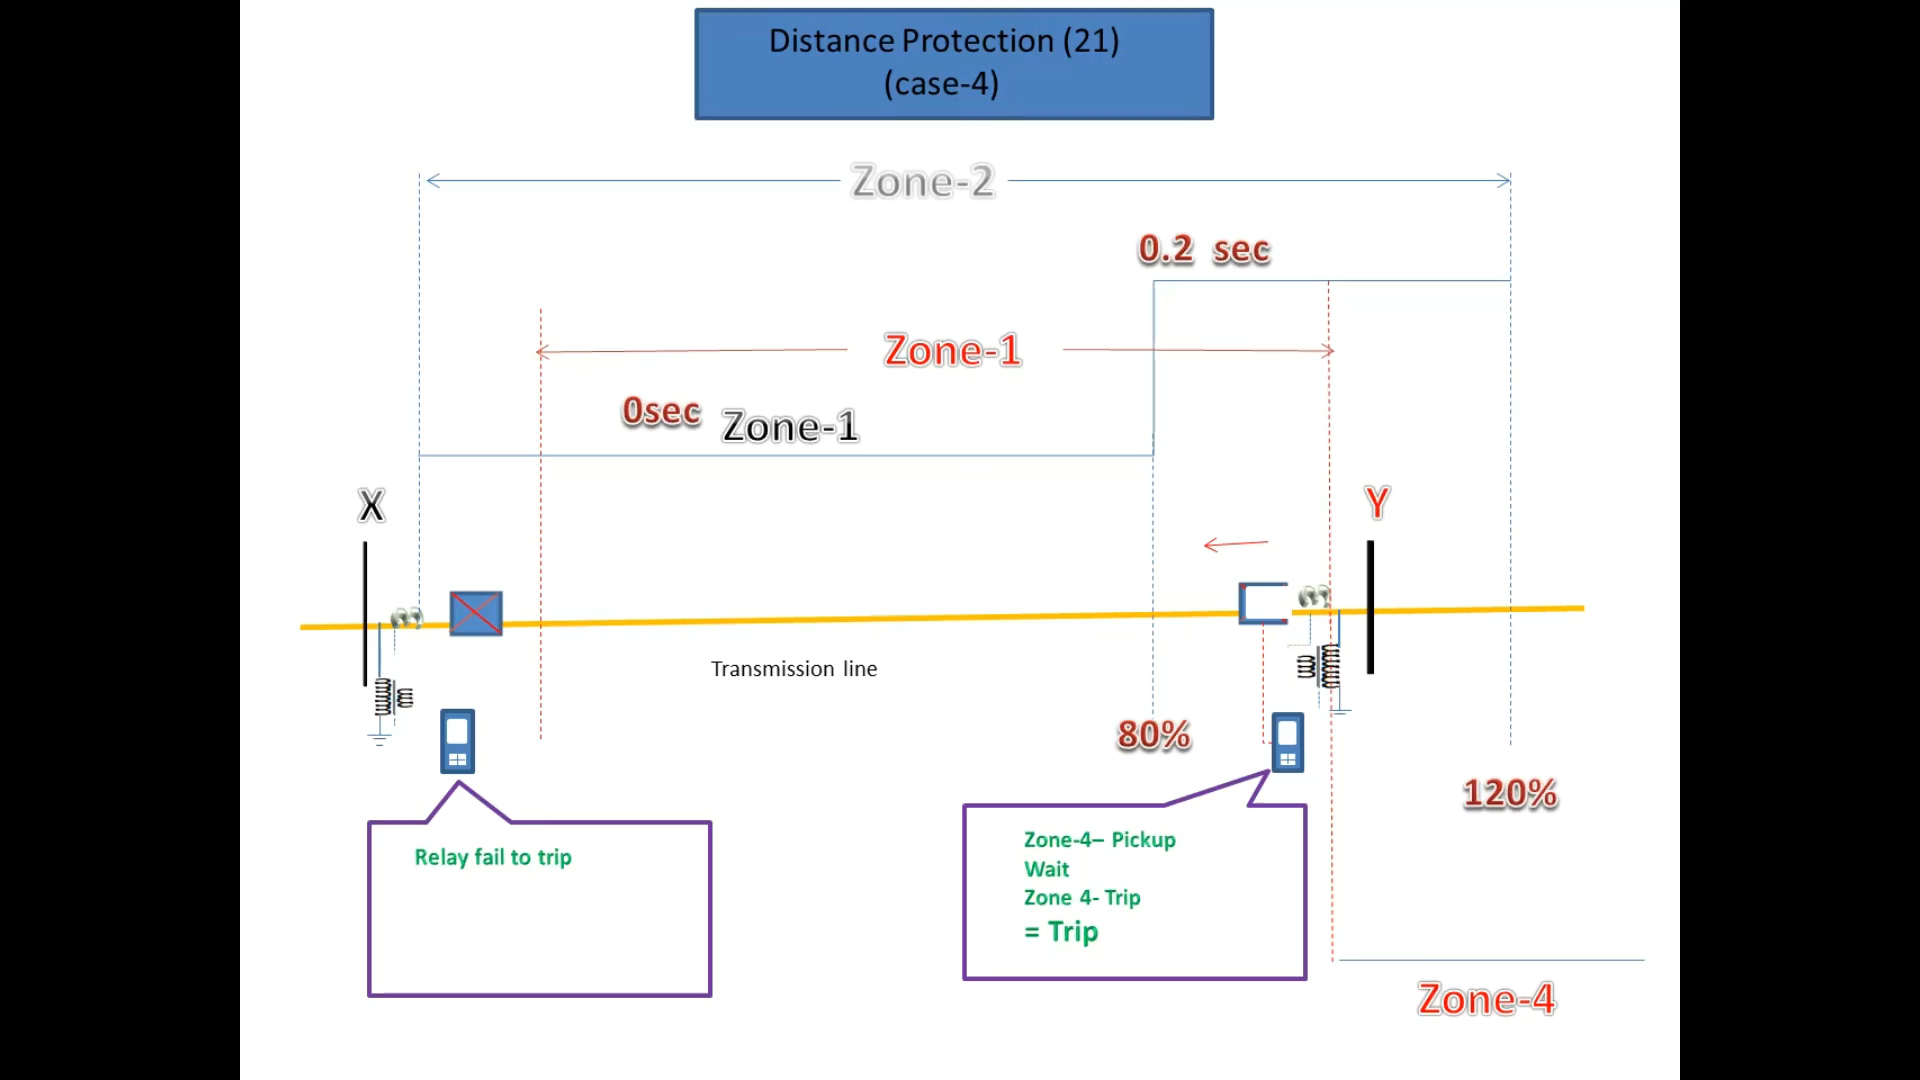 Distance Protection (21)
(case-4)
Zone-2
0.2 sec
Zone-1
0sec
Zone-1
X
Y
Transmission line
80%
120%
Relay fail to trip
Zone-4– Pickup
Wait
Zone 4- Trip
= Trip
Zone-4